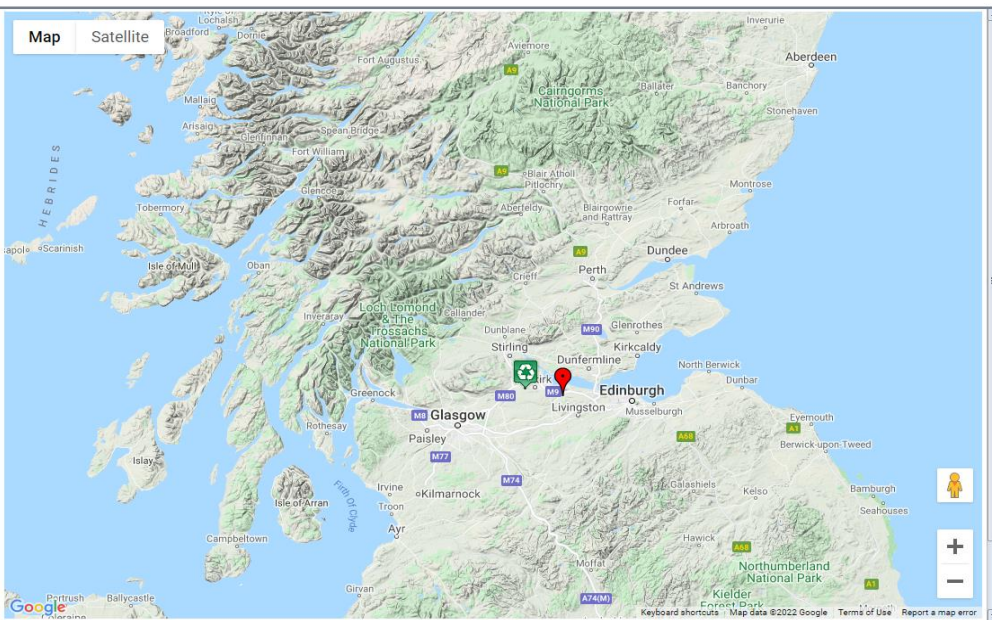 Map Satellite
Kyle of
Lochalsh
Dornie
Broadford
Inverurie
Aviemore
Aberdeen
Fort Augustus
A9
Cairngorms
National Park
Ballater
Banchory
Mallaig
Stonehaven
Arisaig
Glenfinnan
Spean Bridge
Fort William
HEBRIDES
A9
Blair Atholl
Pitlochry
Glencoe
Montrose
Tobermory
Aberfeldy
Blairgowrie
and Rattray
Forfar
Arbroath
Scarinish
A9
Dundee
Isle of Mull
Oban
Perth
Crieff
St Andrews
Loch Lomond
& The
Trossachs
National Park
Inveraray
Callander
Dunblane
M90
Glenrothes
Stirling
Kirkcaldy
Dunfermline
North Berwick
Dunbar
Greenock
M80
M9
Edinburgh
Livingston
Musselburgh
M8
Glasgow
Eyemouth
Rothesay
A1
Paisley
A68
Berwick upon Tweed
M77
Islay
M74
Irvine
Kilmarnock
Galashiels
Kelso
Bamburgh
Isle of Arran
Firth Of Clyde
Troon
Seahouses
Ayr
Campbeltown
Hawick
A68
Moffat
Northumberland
National Park
Girvan
A1
Kielder
Forest Park
Portrush
Ballycastle
A74(M)
Google
Coleraine
Keyboard shortcuts Map data ©2022 Google Terms of Use Report a map error